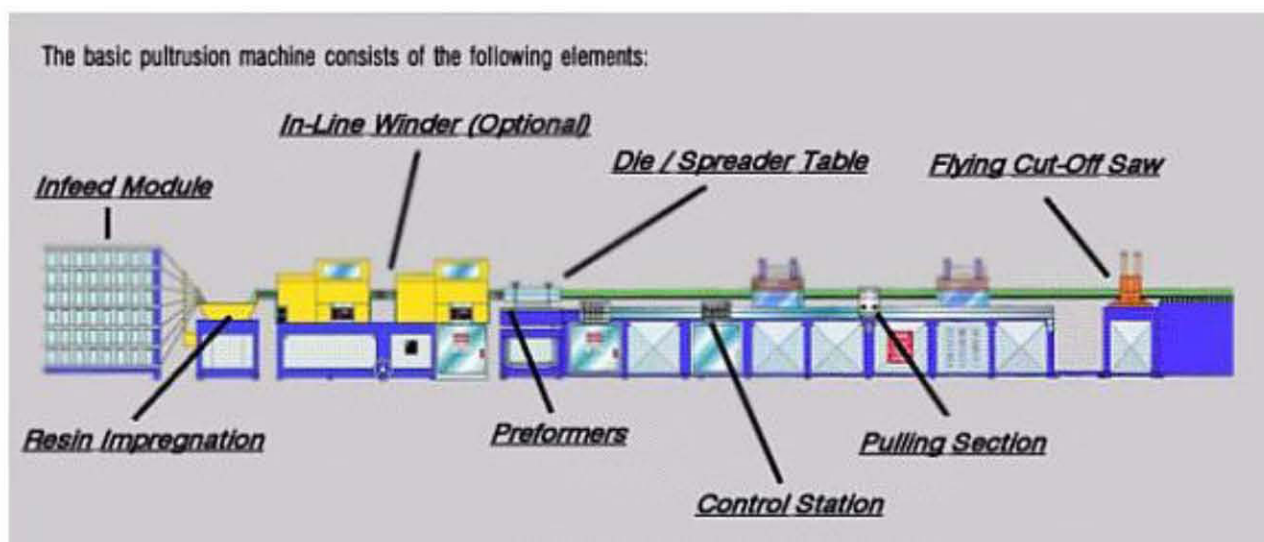 The basic pultrusion machine consists of the following elements:
In-Line Winder (Optional)
Die / Spreader Table
Flying Cut-Off Saw
Infeed Module
Resin Impregnation
Preformers
Pulling Section
Control Station